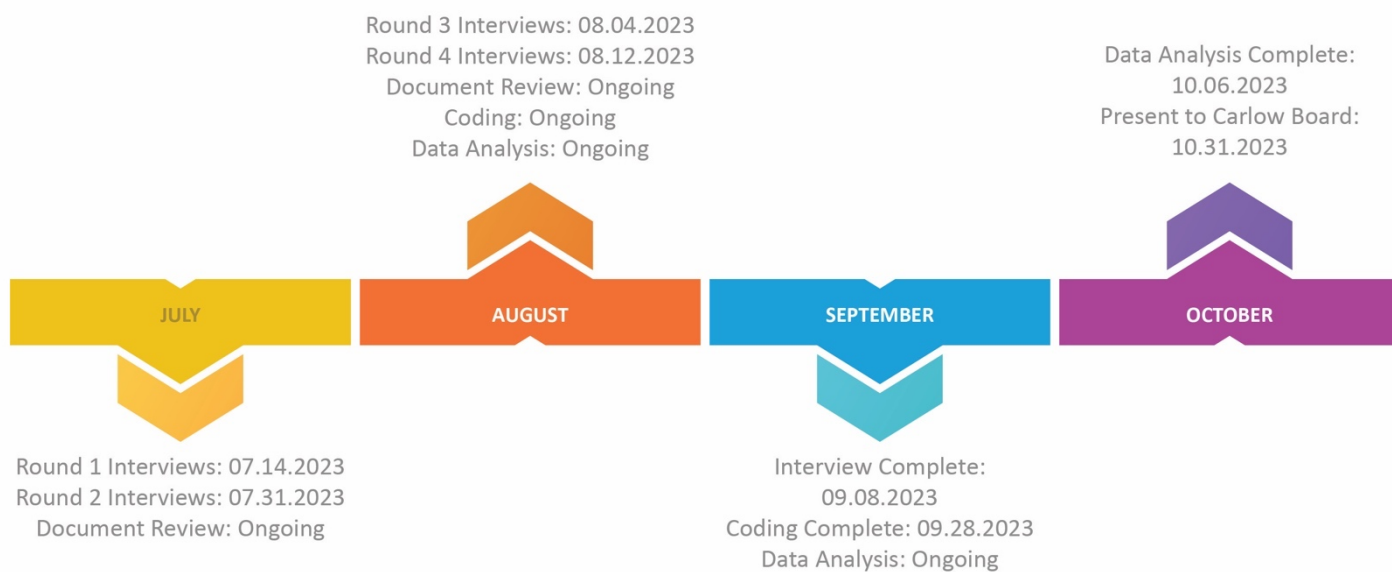 Round 3 Interviews: 08.04.2023
Round 4 Interviews: 08.12.2023
Document Review: Ongoing
Coding: Ongoing
Data Analysis: Ongoing
Data Analysis Complete:
10.06.2023
Present to Carlow Board:
10.31.2023
JULY
AUGUST
SEPTEMBER
OCTOBER
Round 1 Interviews: 07.14.2023
Round 2 Interviews: 07.31.2023
Document Review: Ongoing
Interview Complete:
09.08.2023
Coding Complete: 09.28.2023
Data Analysis: Ongoing